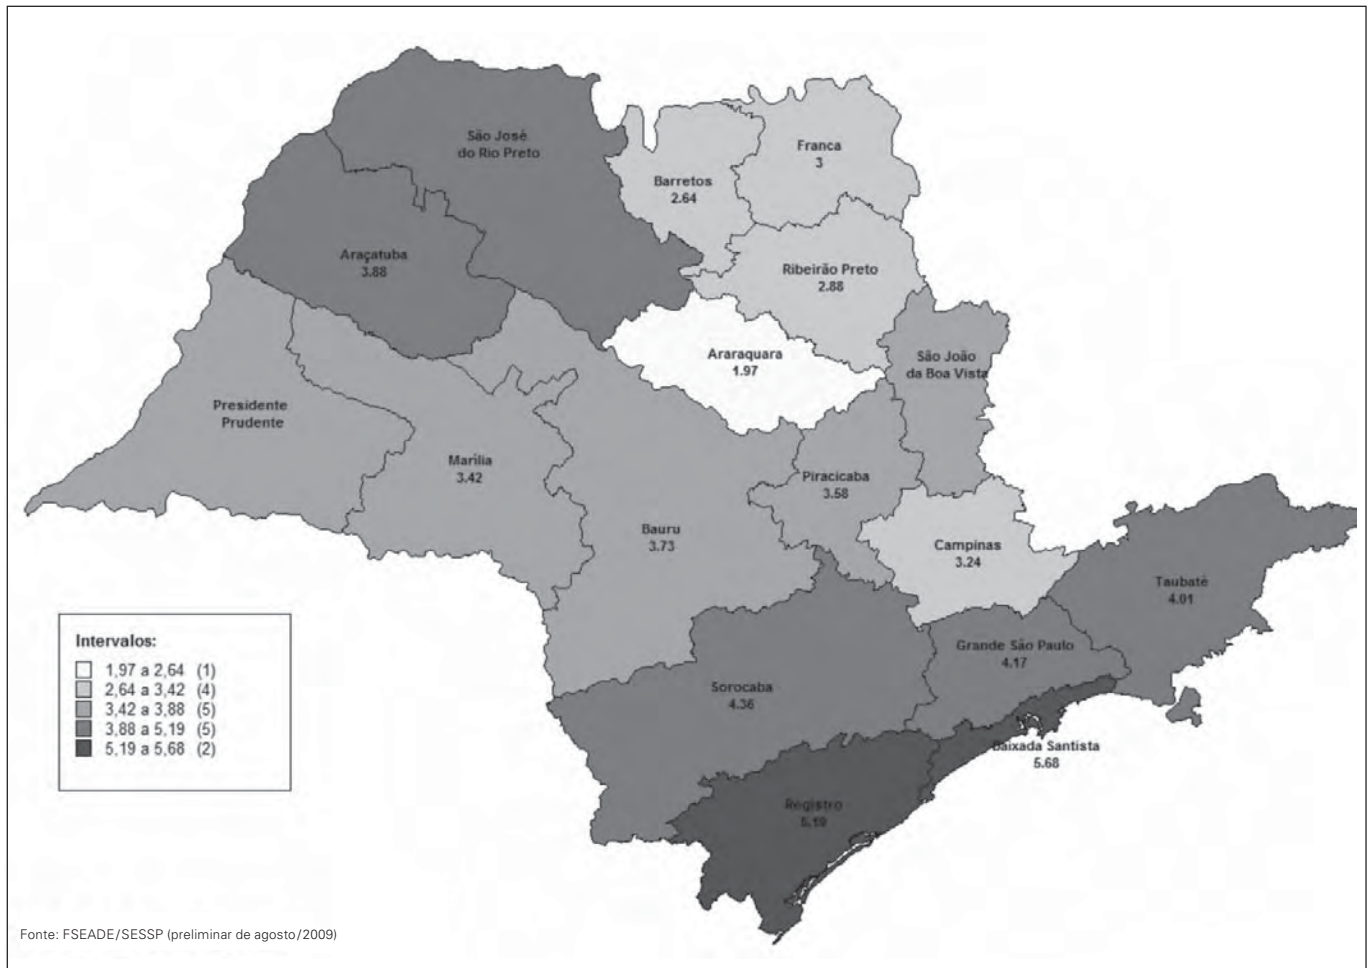 São José
do Rio Preto
Barretos
2.64
Franca
3
Araçatuba
3.88
Ribeirão Preto
2.88
Araraquara
1.97
São João
da Boa Vista
Presidente
Prudente
Marília
3.42
Piracicaba
3.58
Bauru
3.73
Campinas
3.24
Taubaté
4.01
Grande São Paulo
4.17
Sorocaba
4.36
Baixada Santista
5.68
Registro
5.19
Intervalos:
1,97 a 2,64 (1)
2,64 a 3,42 (4)
3,42 a 3,88 (5)
3,88 a 5,19 (5)
5,19 a 5,68 (2)
Fonte: FSEADE/SESSP (preliminar de agosto/2009)